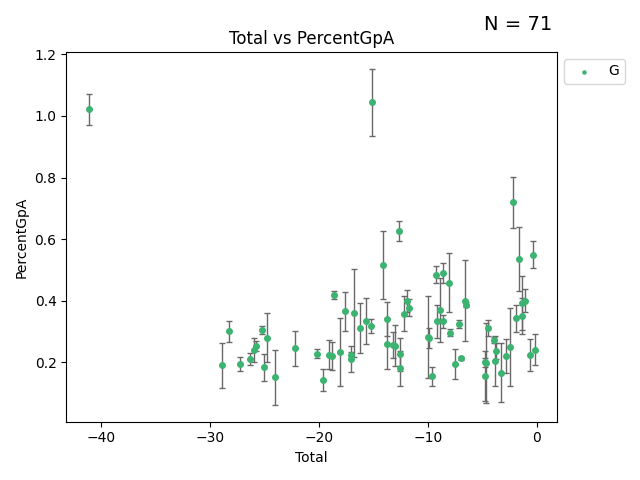 N = 71
Total vs PercentGpA
G
PercentGpA
1.2
1.0
0.8
0.6
0.4
0.2
−40
−30
−20
−10
0
Total